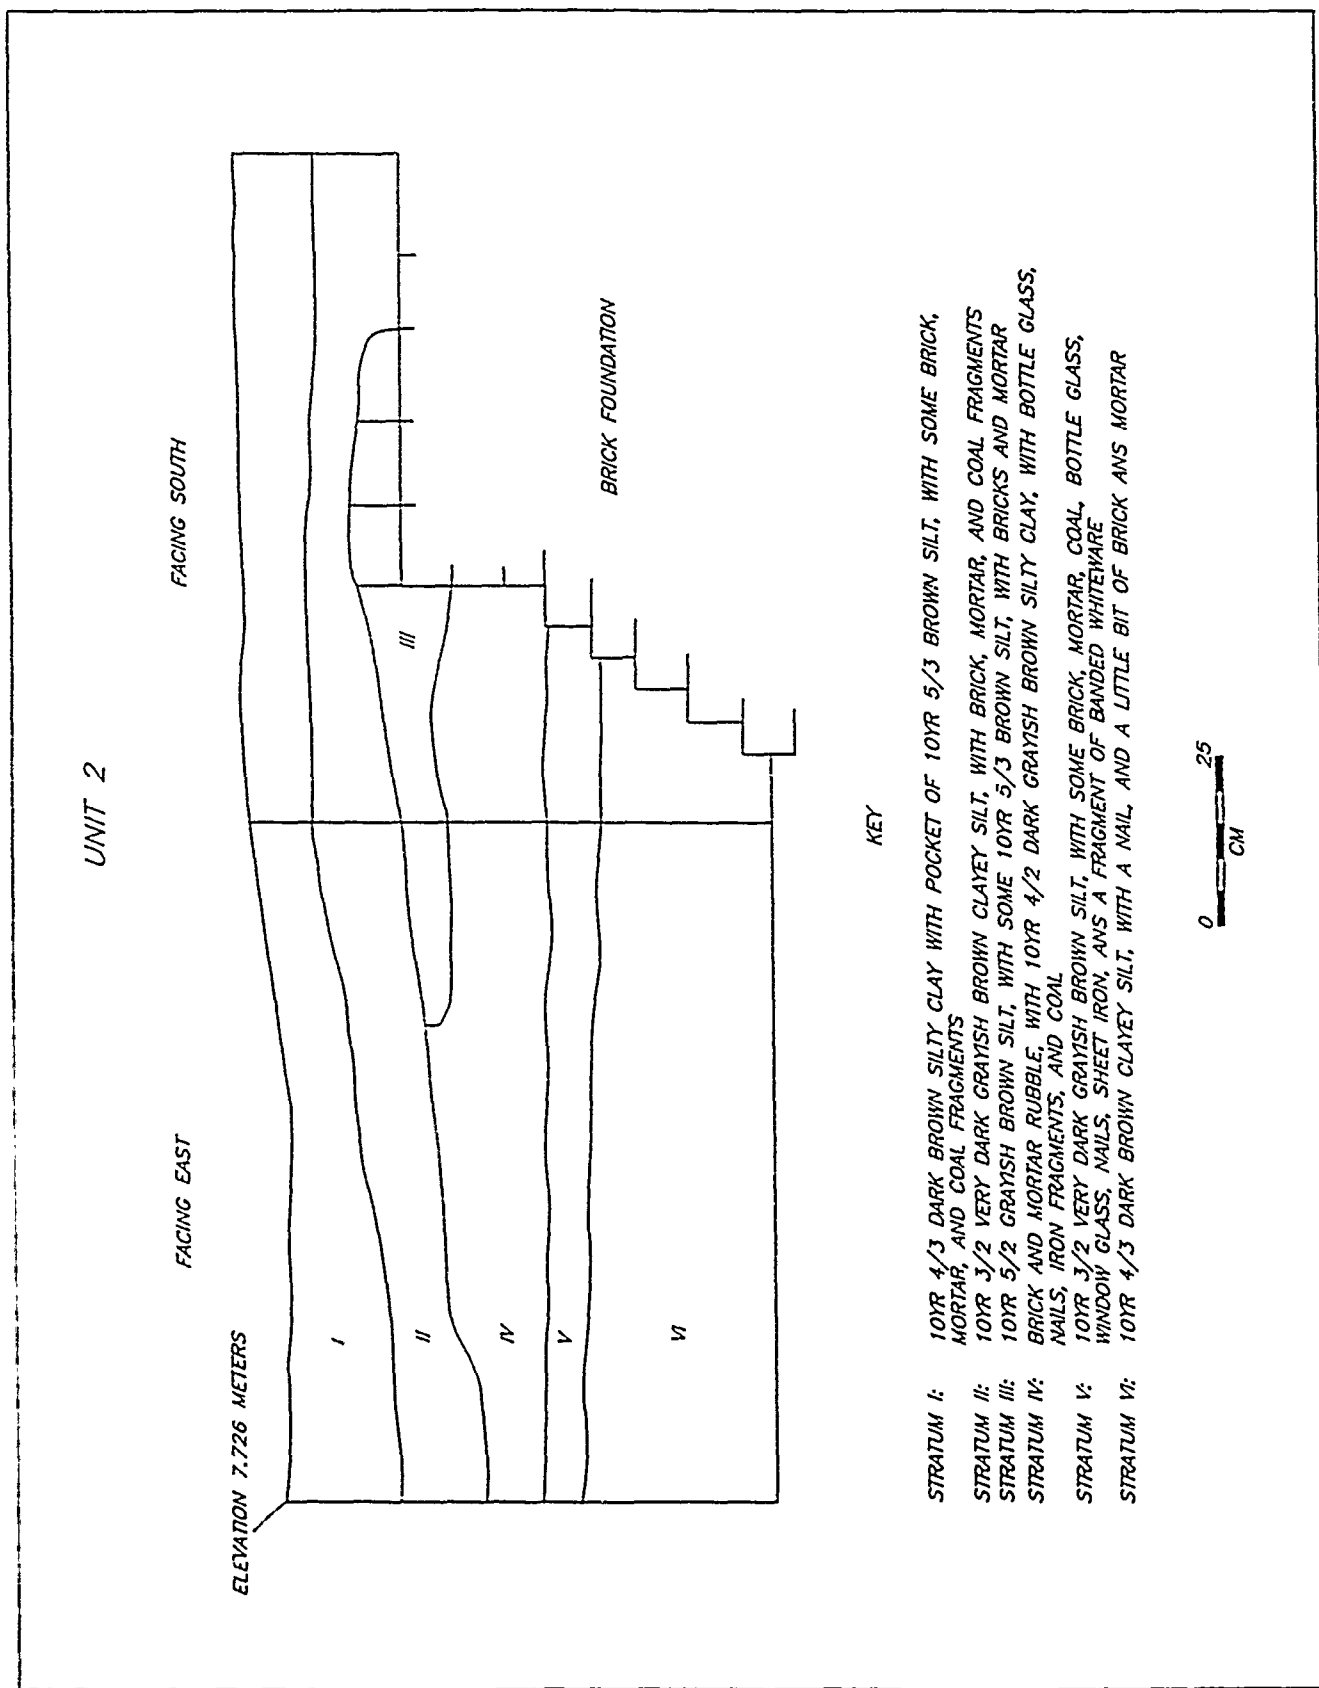 UNIT 2
FACING EAST
FACING SOUTH
ELEVATION 7.726 METERS
I
II
III
IV
V
VI
BRICK FOUNDATION
KEY
STRATUM I: 10YR 4/3 DARK BROWN SILTY CLAY WITH POCKET OF 10YR 5/3 BROWN SILT, WITH SOME BRICK,
MORTAR, AND COAL FRAGMENTS
STRATUM II: 10YR 3/2 VERY DARK GRAYISH BROWN CLAYEY SILT, WITH BRICK, MORTAR, AND COAL FRAGMENTS
STRATUM III: 10YR 5/2 GRAYISH BROWN SILT, WITH SOME 10YR 5/3 BROWN SILT, WITH BRICKS AND MORTAR
STRATUM IV: BRICK AND MORTAR RUBBLE, WITH 10YR 4/2 DARK GRAYISH BROWN SILTY CLAY, WITH BOTTLE GLASS,
NAILS, IRON FRAGMENTS, AND COAL
STRATUM V: 10YR 3/2 VERY DARK GRAYISH BROWN SILT, WITH SOME BRICK, MORTAR, COAL, BOTTLE GLASS,
WINDOW GLASS, NAILS, SHEET IRON, ANS A FRAGMENT OF BANDED WHITEWARE
STRATUM VI: 10YR 4/3 DARK BROWN CLAYEY SILT, WITH A NAIL, AND A LITTLE BIT OF BRICK ANS MORTAR
0 25
CM